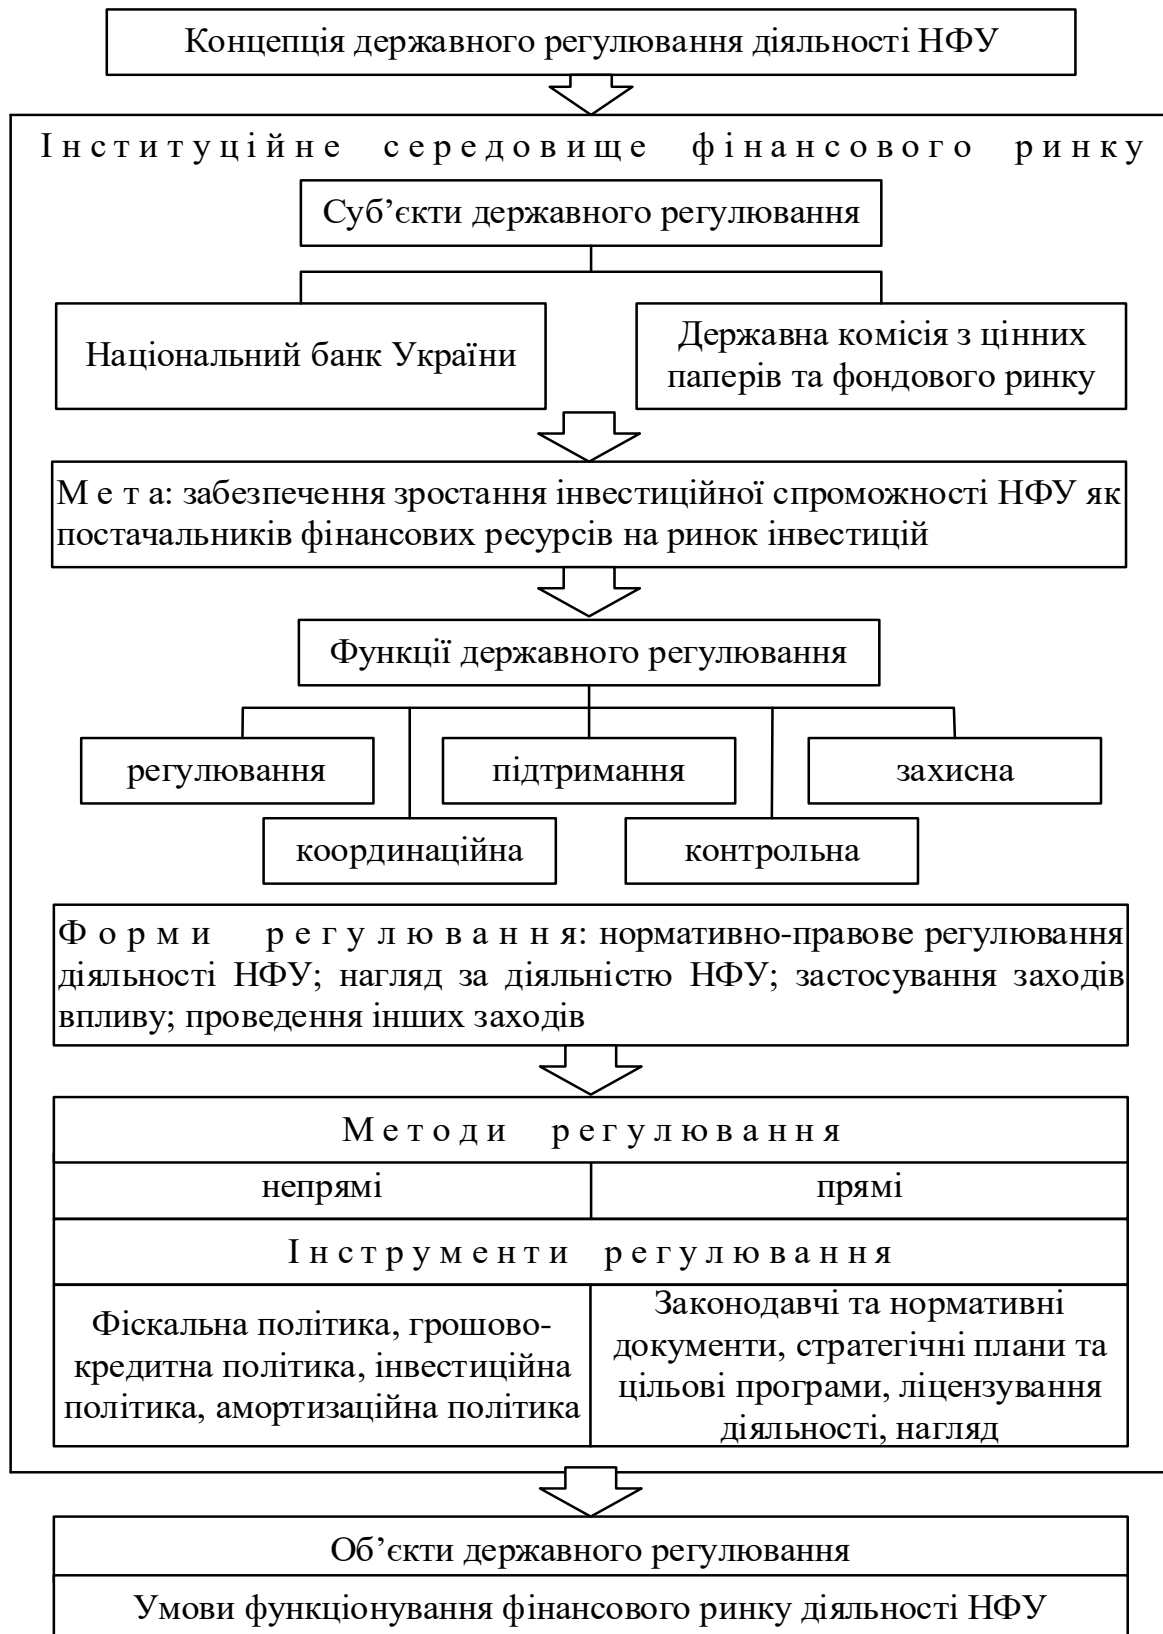 Концепція державного регулювання діяльності НФУ
Інституційне середовище фінансового ринку
Суб’єкти державного регулювання
Національний банк України
Державна комісія з цінних
паперів та фондового ринку
Мета: забезпечення зростання інвестиційної спроможності НФУ як
постачальників фінансових ресурсів на ринок інвестицій
Функції державного регулювання
регулювання
підтримання
захисна
координаційна
контрольна
Форми регулювання: нормативно-правове регулювання
діяльності НФУ; нагляд за діяльністю НФУ; застосування заходів
впливу; проведення інших заходів
Методи регулювання
непрямі
прямі
Інструменти регулювання
Фіскальна політика, грошово-
кредитна політика, інвестиційна
політика, амортизаційна політика
Законодавчі та нормативні
документи, стратегічні плани та
цільові програми, ліцензування
діяльності, нагляд
Об’єкти державного регулювання
Умови функціонування фінансового ринку діяльності НФУ